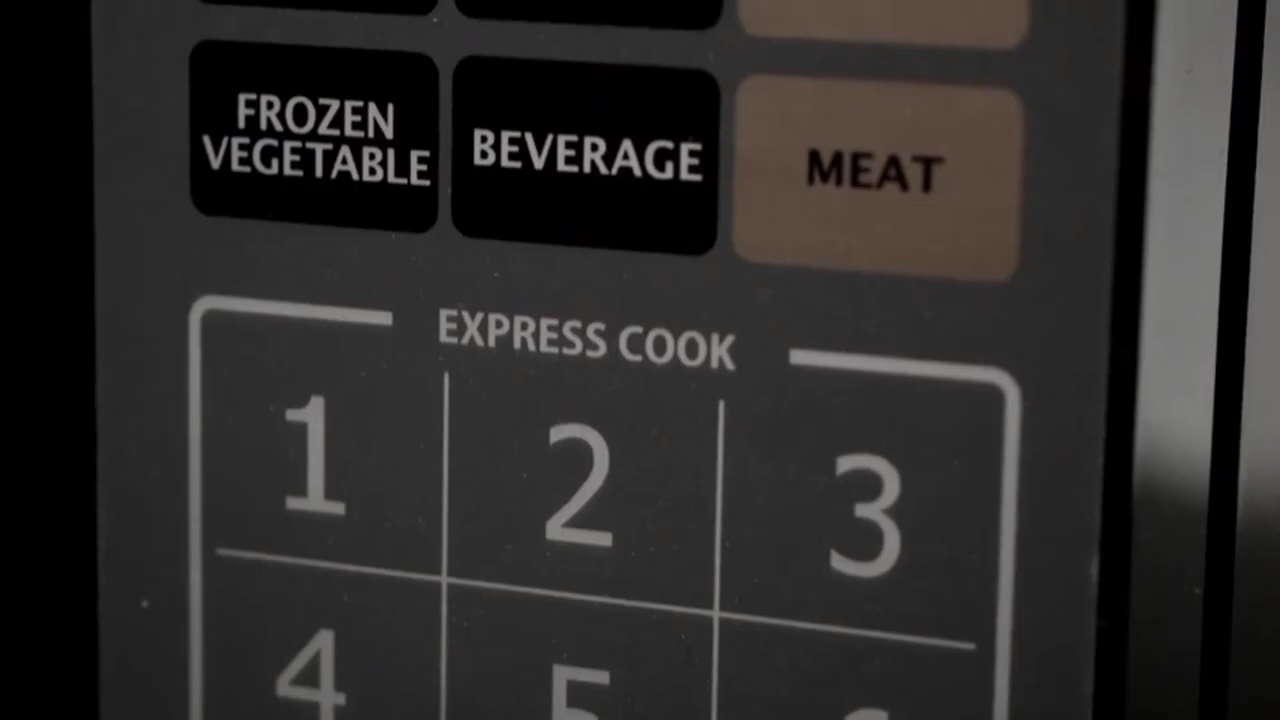 FROZEN
VEGETABLE
BEVERAGE
MEAT
EXPRESS COOK
1
2
3
4
5